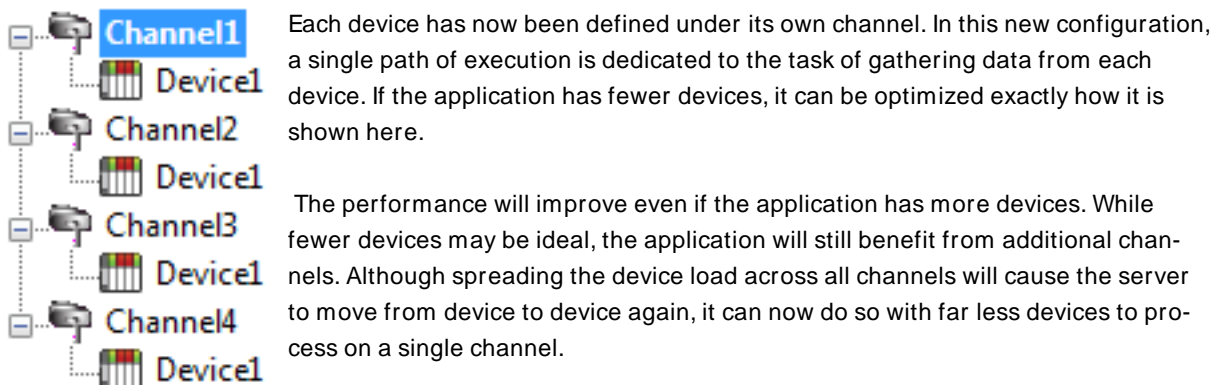 Channel1
Device1
Channel2
Device1
Channel3
Device1
Channel4
Device1
Each device has now been defined under its own channel. In this new configuration,
a single path of execution is dedicated to the task of gathering data from each
device. If the application has fewer devices, it can be optimized exactly how it is
shown here.
The performance will improve even if the application has more devices. While
fewer devices may be ideal, the application will still benefit from additional chan-
nels. Although spreading the device load across all channels will cause the server
to move from device to device again, it can now do so with far less devices to pro-
cess on a single channel.